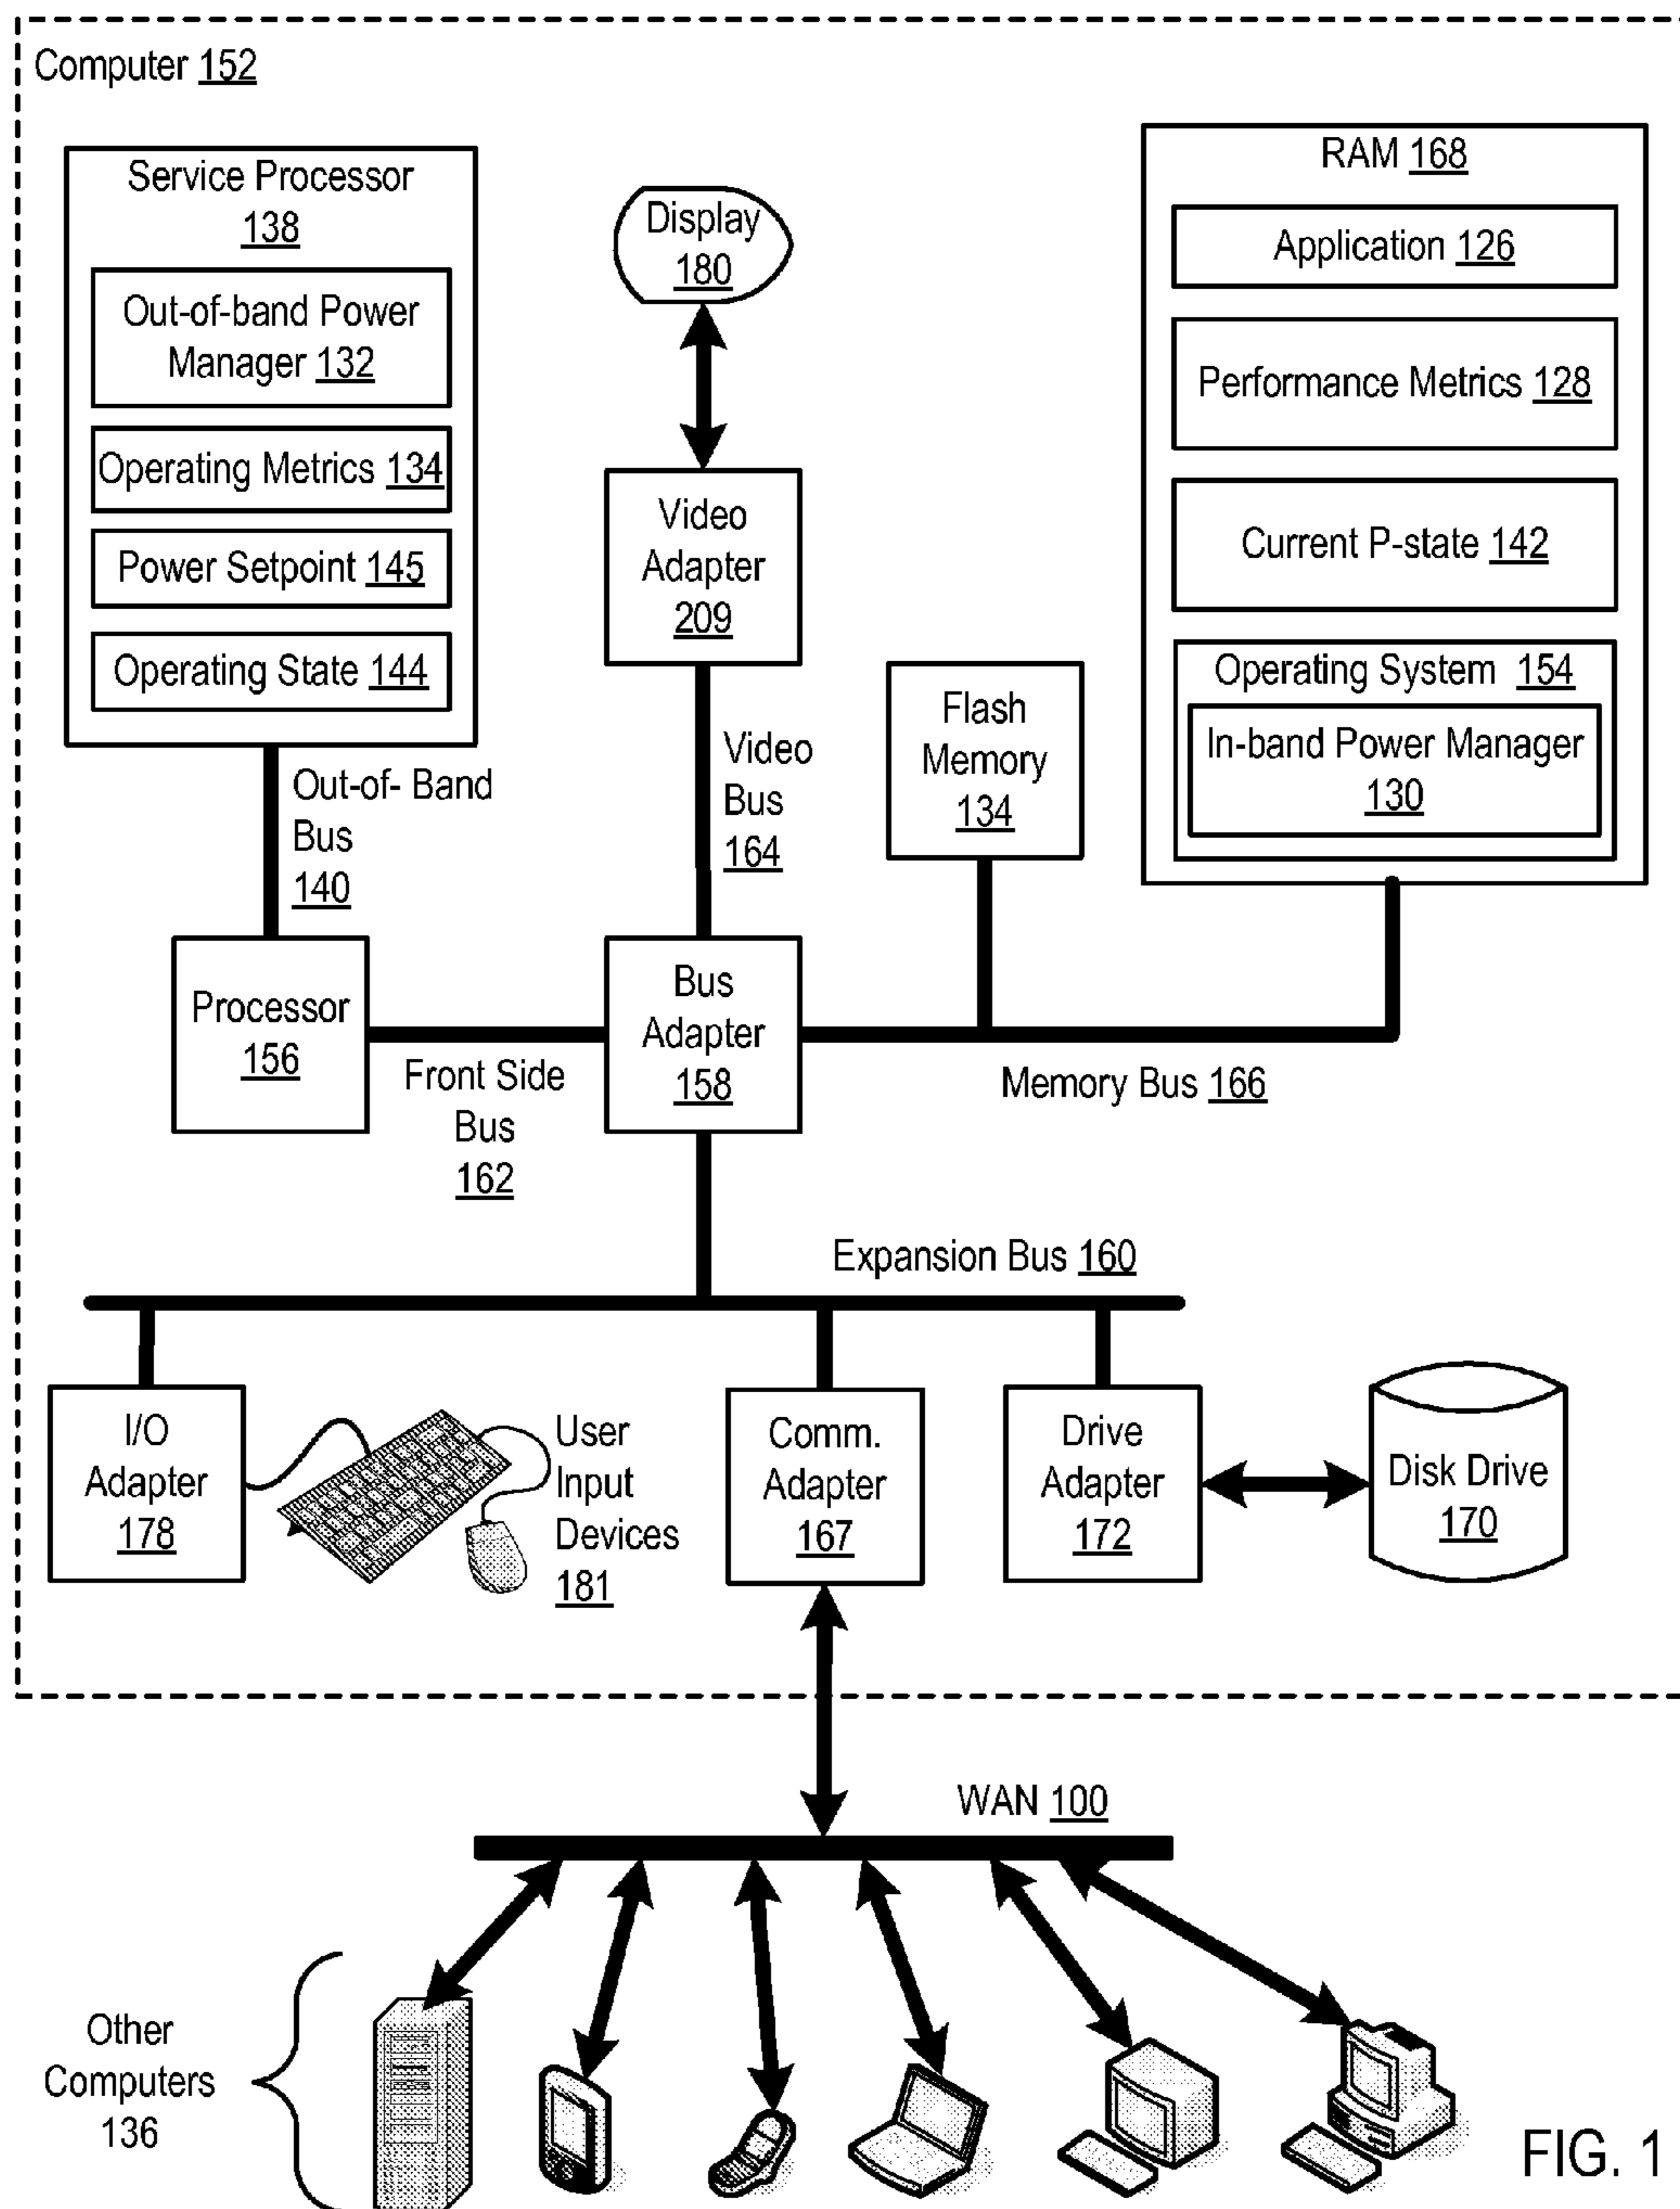 Computer 152
Service Processor
138
Out-of-band Power
Manager 132
Operating Metrics 134
Power Setpoint 145
Operating State 144
Out-of- Band
Bus
140
Display
180
Video
Adapter
209
Video
Bus
164
Flash
Memory
134
RAM 168
Application 126
Performance Metrics 128
Current P-state 142
Operating System 154
In-band Power Manager
130
Processor
156
Front Side
Bus
162
Bus
Adapter
158
Memory Bus 166
Expansion Bus 160
I/O
Adapter
178
User
Input
Devices
181
Comm.
Adapter
167
Drive
Adapter
172
Disk Drive
170
WAN 100
Other
Computers
136
FIG. 1